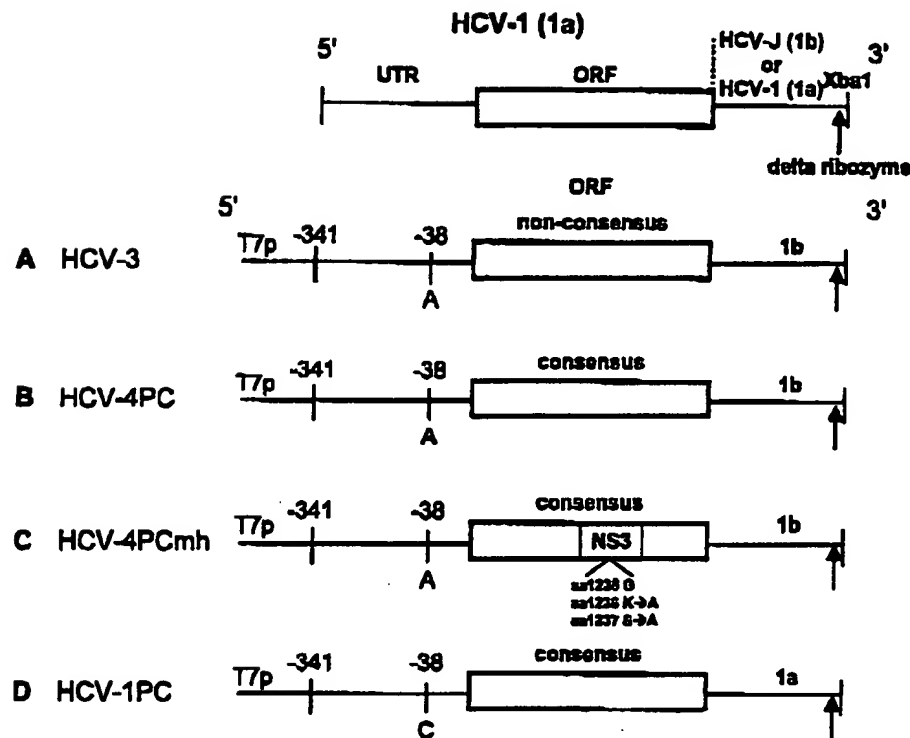 HCV-1 (1a)
5' UTR ORF HCV-J (1b) or HCV-1 (1a) Xba1 3'
delta ribozyme
ORF
5' 3'
A HCV-3 T7p -341 -38 A non-consensus 1b
B HCV-4PC T7p -341 -38 A consensus 1b
C HCV-4PCmh T7p -341 -38 A consensus NS3 1b
aa1236 K→A
aa1237 S→A
D HCV-1PC T7p -341 -38 C consensus 1a